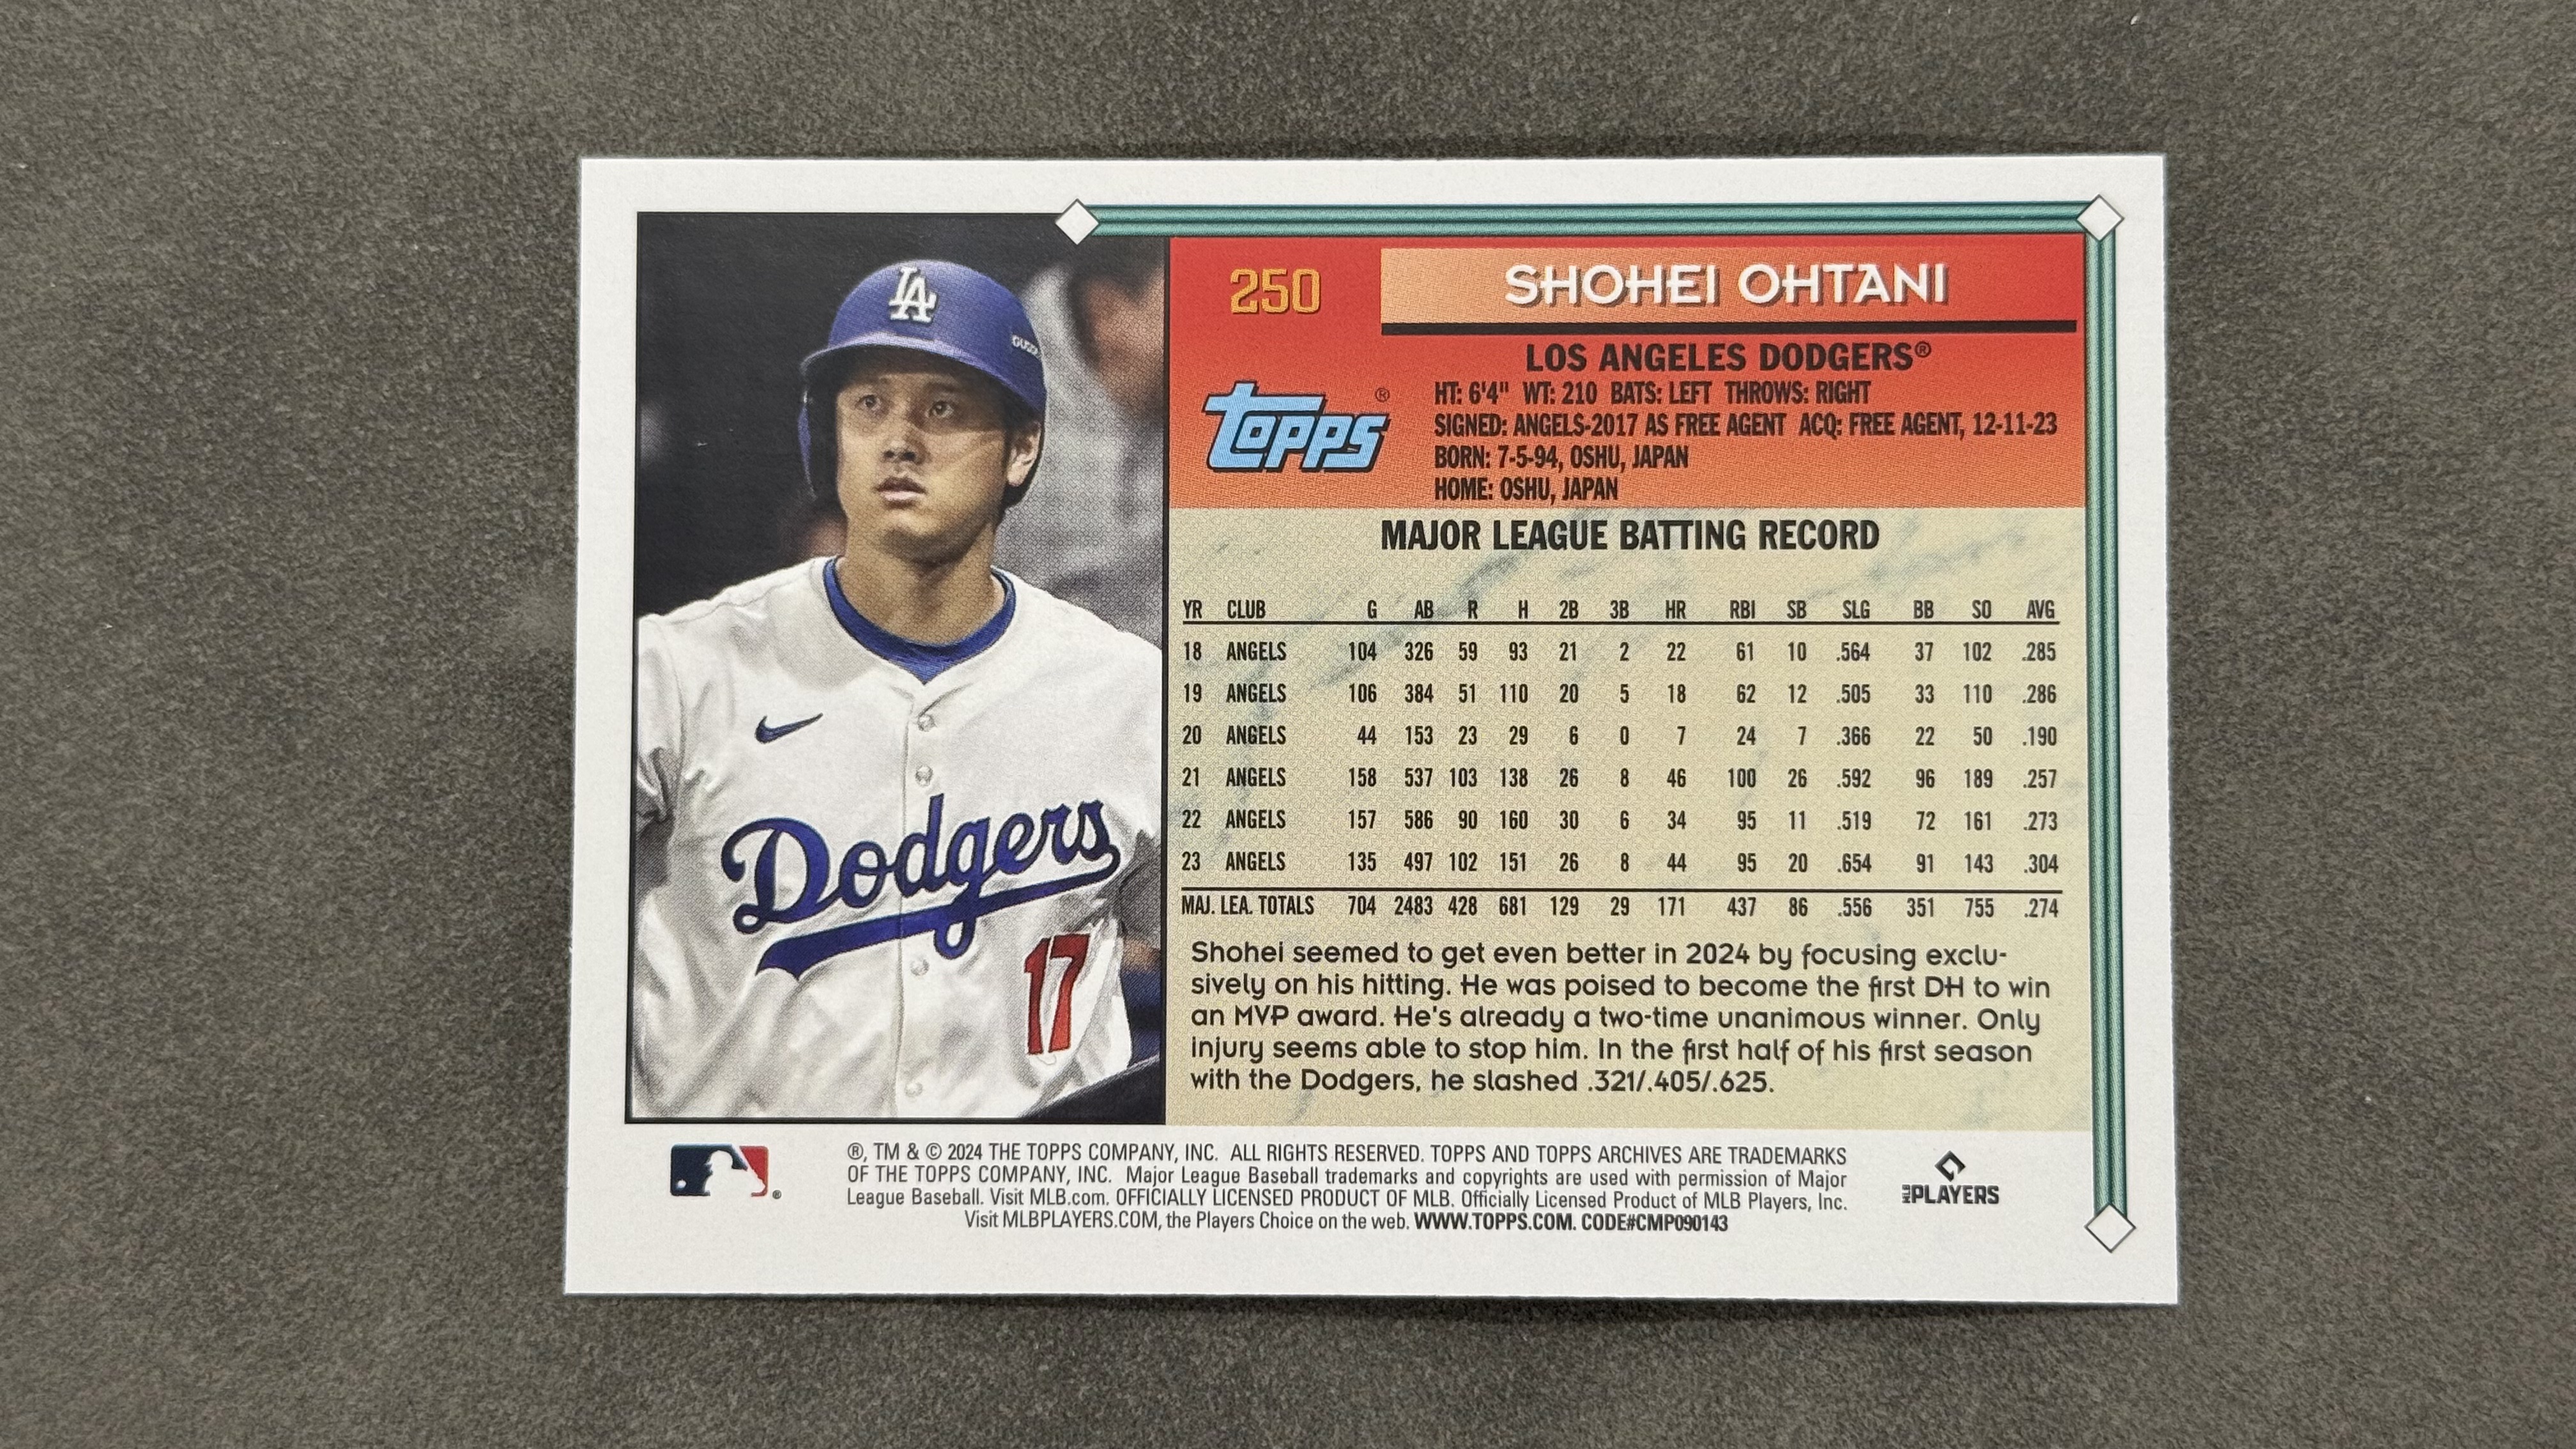 250
SHOHEI OHTANI
LOS ANGELES DODGERS®
TOPPS ®
HT: 6'4" WT: 210 BATS: LEFT THROWS: RIGHT
SIGNED: ANGELS-2017 AS FREE AGENT ACQ: FREE AGENT, 12-11-23
BORN: 7-5-94, OSHU, JAPAN
HOME: OSHU, JAPAN
LA
Dodgers
17
MAJOR LEAGUE BATTING RECORD
YR CLUB G AB R H 2B 3B HR RBI SB SLG BB SO AVG
18 ANGELS 104 326 59 93 21 2 22 61 10 .564 37 102 .285
19 ANGELS 106 384 51 110 20 5 18 62 12 .505 33 110 .286
20 ANGELS 44 153 23 29 6 0 7 24 7 .366 22 50 .190
21 ANGELS 158 537 103 138 26 8 46 100 26 .592 96 189 .257
22 ANGELS 157 586 90 160 30 6 34 95 11 .519 72 161 .273
23 ANGELS 135 497 102 151 26 8 44 95 20 .654 91 143 .304
MAJ. LEA. TOTALS 704 2483 428 681 129 29 171 437 86 .556 351 755 .274
Shohei seemed to get even better in 2024 by focusing exclu-
sively on his hitting. He was poised to become the first DH to win
an MVP award. He's already a two-time unanimous winner. Only
injury seems able to stop him. In the first half of his first season
with the Dodgers, he slashed .321/.405/.625.
®, TM & © 2024 THE TOPPS COMPANY, INC. ALL RIGHTS RESERVED. TOPPS AND TOPPS ARCHIVES ARE TRADEMARKS
OF THE TOPPS COMPANY, INC. Major League Baseball trademarks and copyrights are used with permission of Major
League Baseball. Visit MLB.com. OFFICIALLY LICENSED PRODUCT OF MLB. Officially Licensed Product of MLB Players, Inc.
Visit MLBPLAYERS.COM, the Players Choice on the web. WWW.TOPPS.COM. CODE#CMP090143
®
MLB PLAYERS